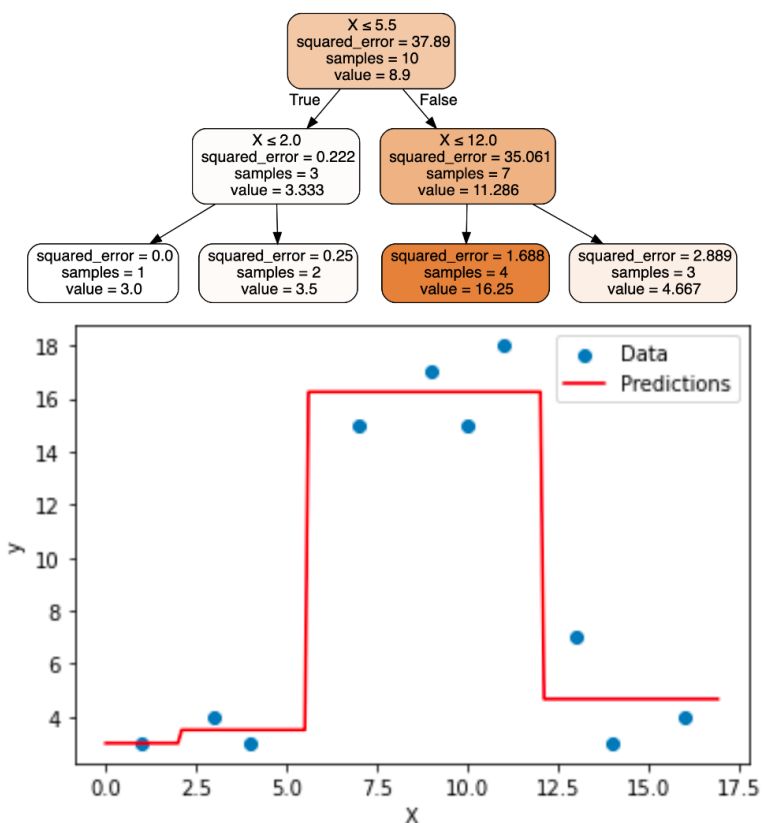 X ≤ 5.5
squared_error = 37.89
samples = 10
value = 8.9
True
False
X ≤ 2.0
squared_error = 0.222
samples = 3
value = 3.333
X ≤ 12.0
squared_error = 35.061
samples = 7
value = 11.286
squared_error = 0.0
samples = 1
value = 3.0
squared_error = 0.25
samples = 2
value = 3.5
squared_error = 1.688
samples = 4
value = 16.25
squared_error = 2.889
samples = 3
value = 4.667
Data
Predictions
18
16
14
12
10
8
6
4
y
0.0
2.5
5.0
7.5
10.0
12.5
15.0
17.5
X